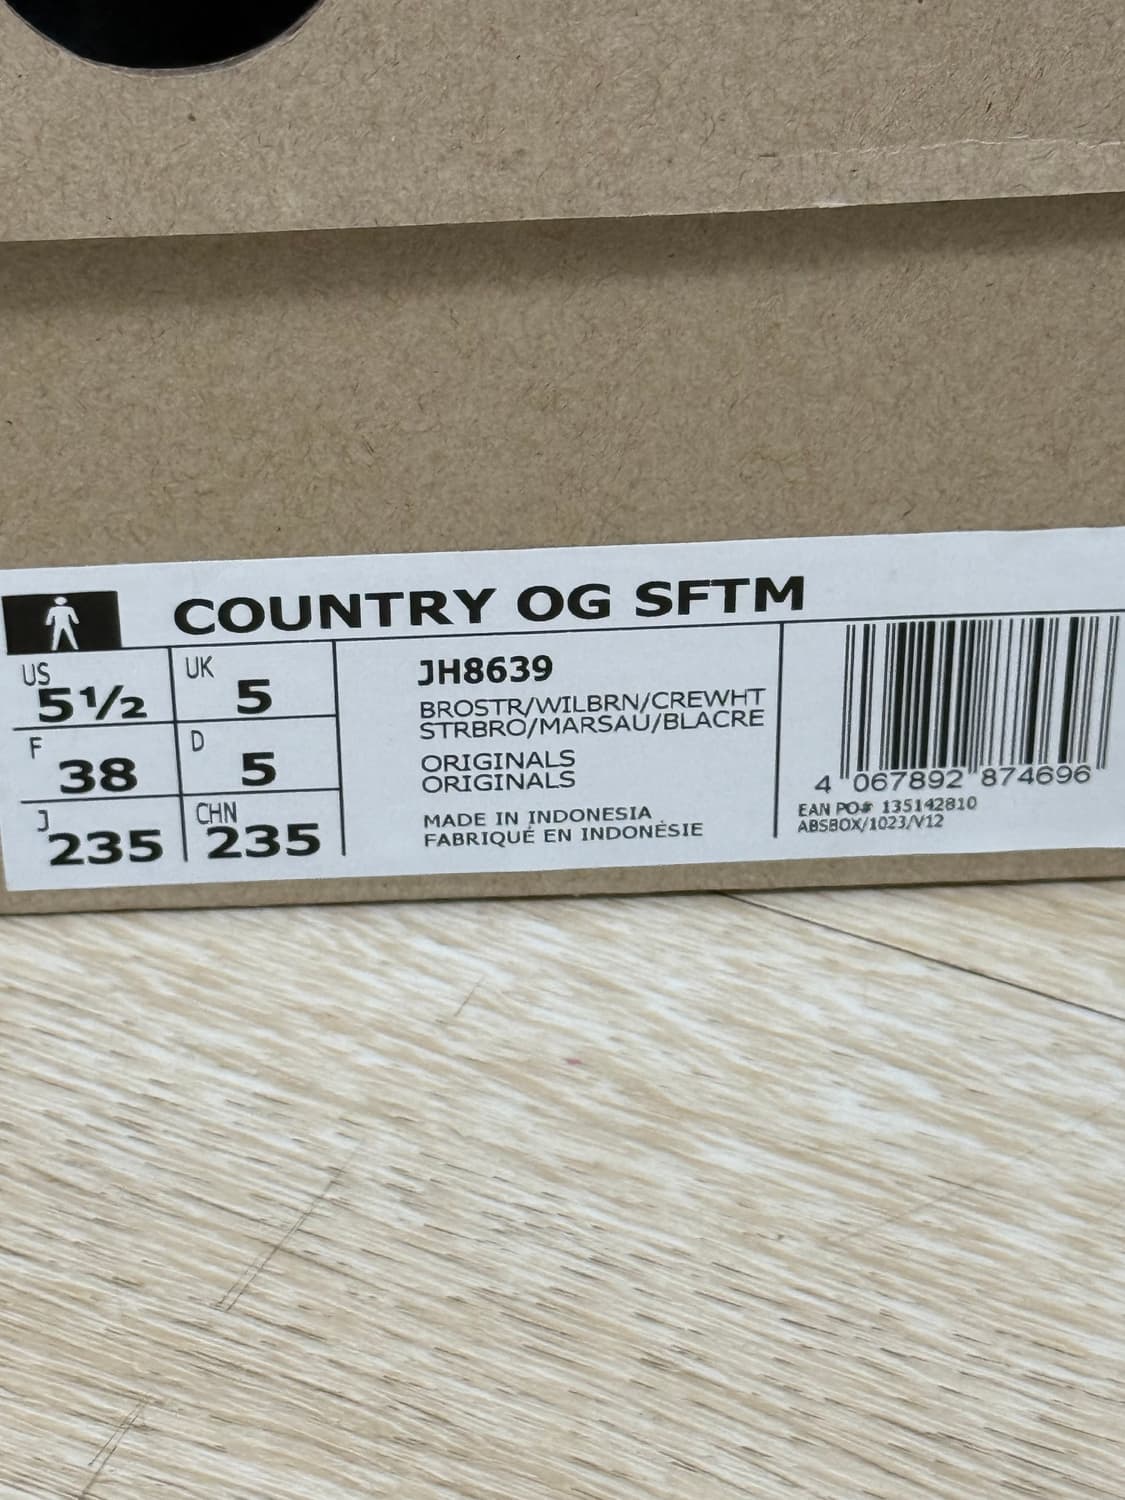 COUNTRY OG SFTM
US 5½
UK 5
F 38
D 5
J 235
CHN 235
JH8639
BROSTR/WILBRN/CREWHT
STRBRO/MARSAU/BLACRE
ORIGINALS
ORIGINALS
MADE IN INDONESIA
FABRIQUÉ EN INDONÉSIE
4 067892 874696
EAN PO# 135142810
ABSBOX/1023/V12